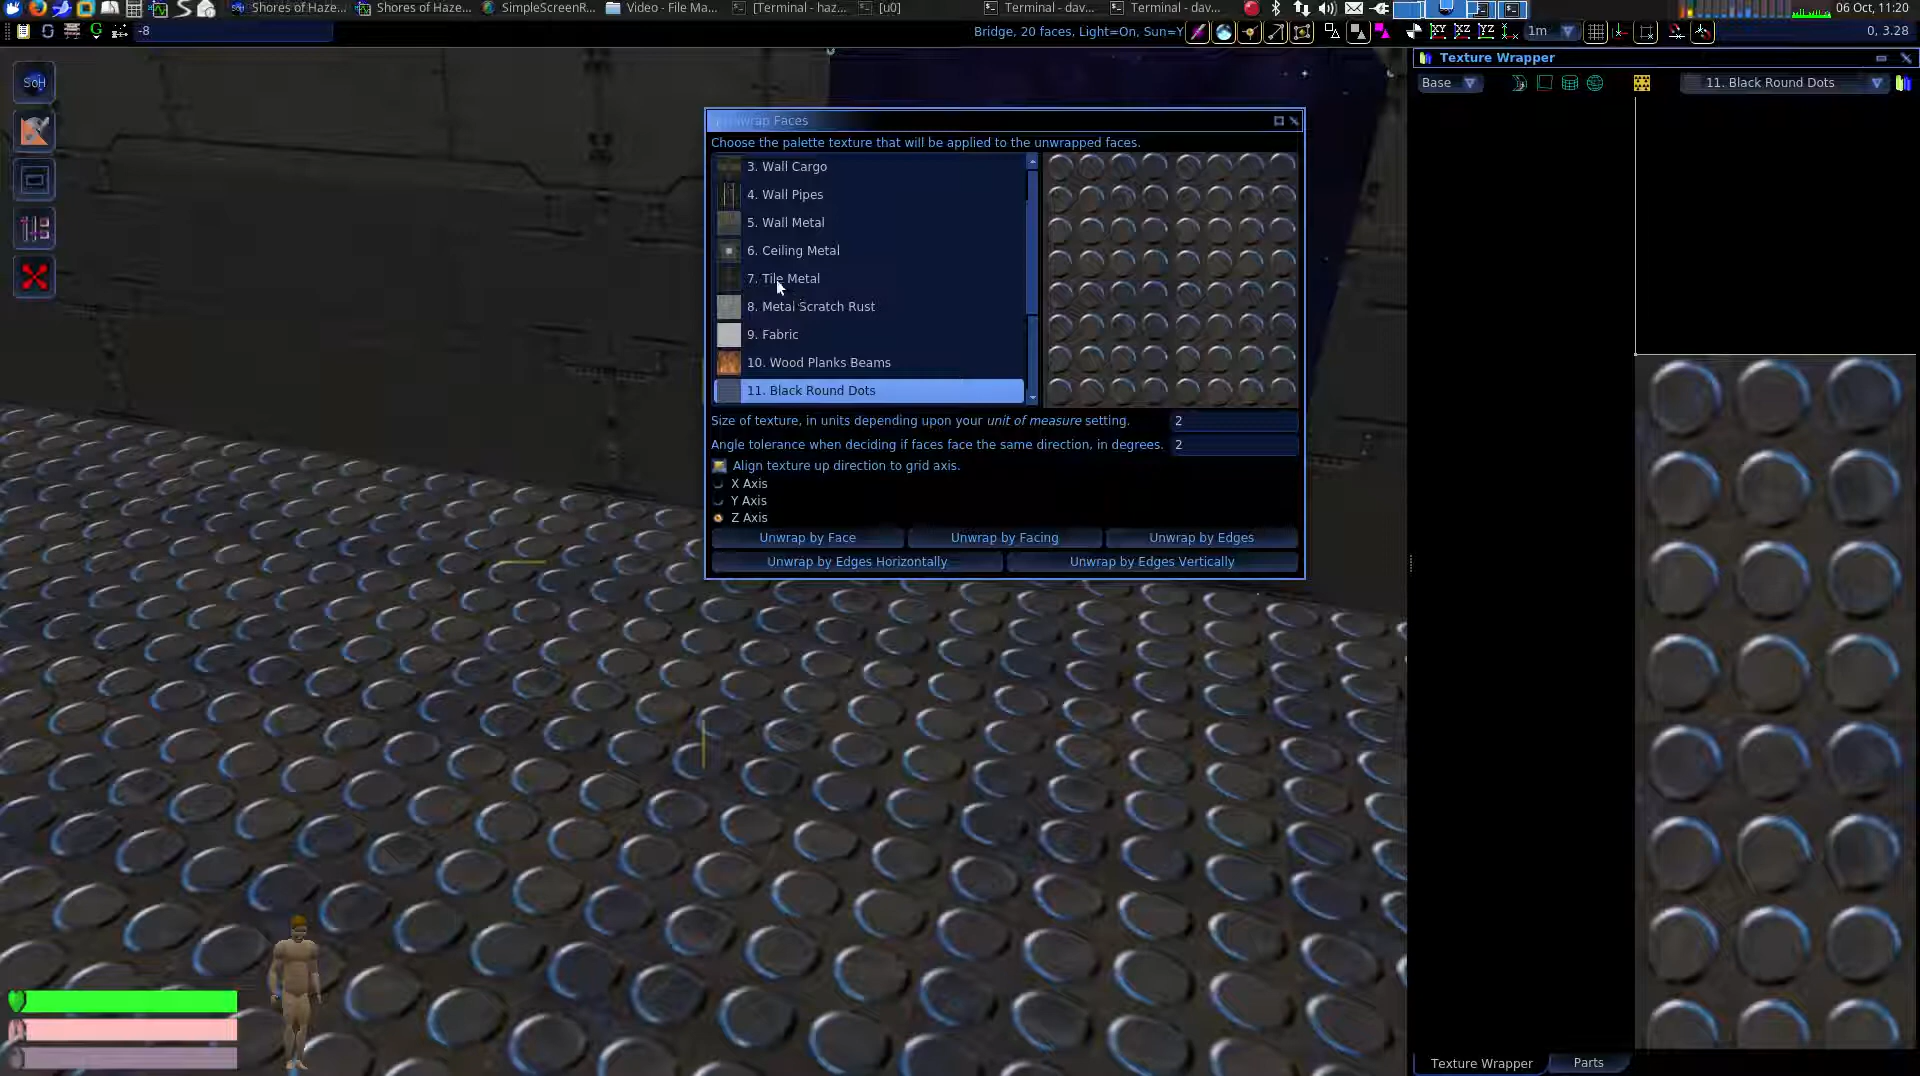 Shores of Haze...
Shores of Haze...
SimpleScreenR...
Video - File Ma...
[Terminal - haz...
[u0]
Terminal - dav...
Terminal - dav...
06 Oct, 11:20
-8
Bridge, 20 faces, Light=On, Sun=Y
XY
XZ
YZ
1m
0, 3.28
SoH
Texture Wrapper
Base
11. Black Round Dots
Unwrap Faces
Choose the palette texture that will be applied to the unwrapped faces.
3. Wall Cargo
4. Wall Pipes
5. Wall Metal
6. Ceiling Metal
7. Tile Metal
8. Metal Scratch Rust
9. Fabric
10. Wood Planks Beams
11. Black Round Dots
Size of texture, in units depending upon your unit of measure setting.
2
Angle tolerance when deciding if faces face the same direction, in degrees.
2
Align texture up direction to grid axis.
X Axis
Y Axis
Z Axis
Unwrap by Face
Unwrap by Facing
Unwrap by Edges
Unwrap by Edges Horizontally
Unwrap by Edges Vertically
Texture Wrapper
Parts